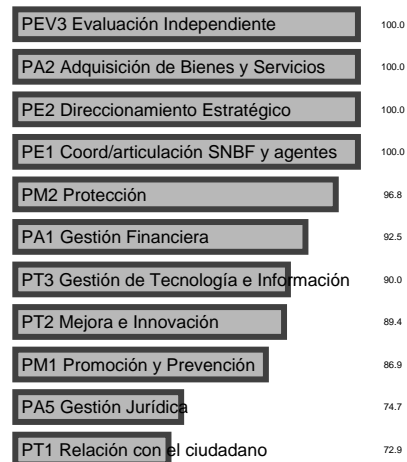 PEV3 Evaluación Independiente 100.0
PA2 Adquisición de Bienes y Servicios 100.0
PE2 Direccionamiento Estratégico 100.0
PE1 Coord/articulación SNBF y agentes 100.0
PM2 Protección 96.8
PA1 Gestión Financiera 92.5
PT3 Gestión de Tecnología e Información 90.0
PT2 Mejora e Innovación 89.4
PM1 Promoción y Prevención 86.9
PA5 Gestión Jurídica 74.7
PT1 Relación con el ciudadano 72.9